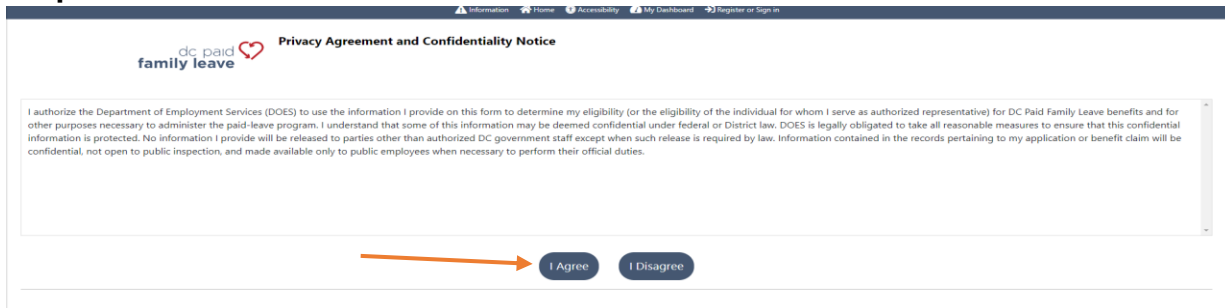 Information Home Accessibility My Dashboard Register or Sign in
Privacy Agreement and Confidentiality Notice
dc paid
family leave
I authorize the Department of Employment Services (DOES) to use the information I provide on this form to determine my eligibility (or the eligibility of the individual for whom I serve as authorized representative) for DC Paid Family Leave benefits and for
other purposes necessary to administer the paid-leave program. I understand that some of this information may be deemed confidential under federal or District law. DOES is legally obligated to take all reasonable measures to ensure that this confidential
information is protected. No information I provide will be released to parties other than authorized DC government staff except when such release is required by law. Information contained in the records pertaining to my application or benefit claim will be
confidential, not open to public inspection, and made available only to public employees when necessary to perform their official duties.
I Agree I Disagree